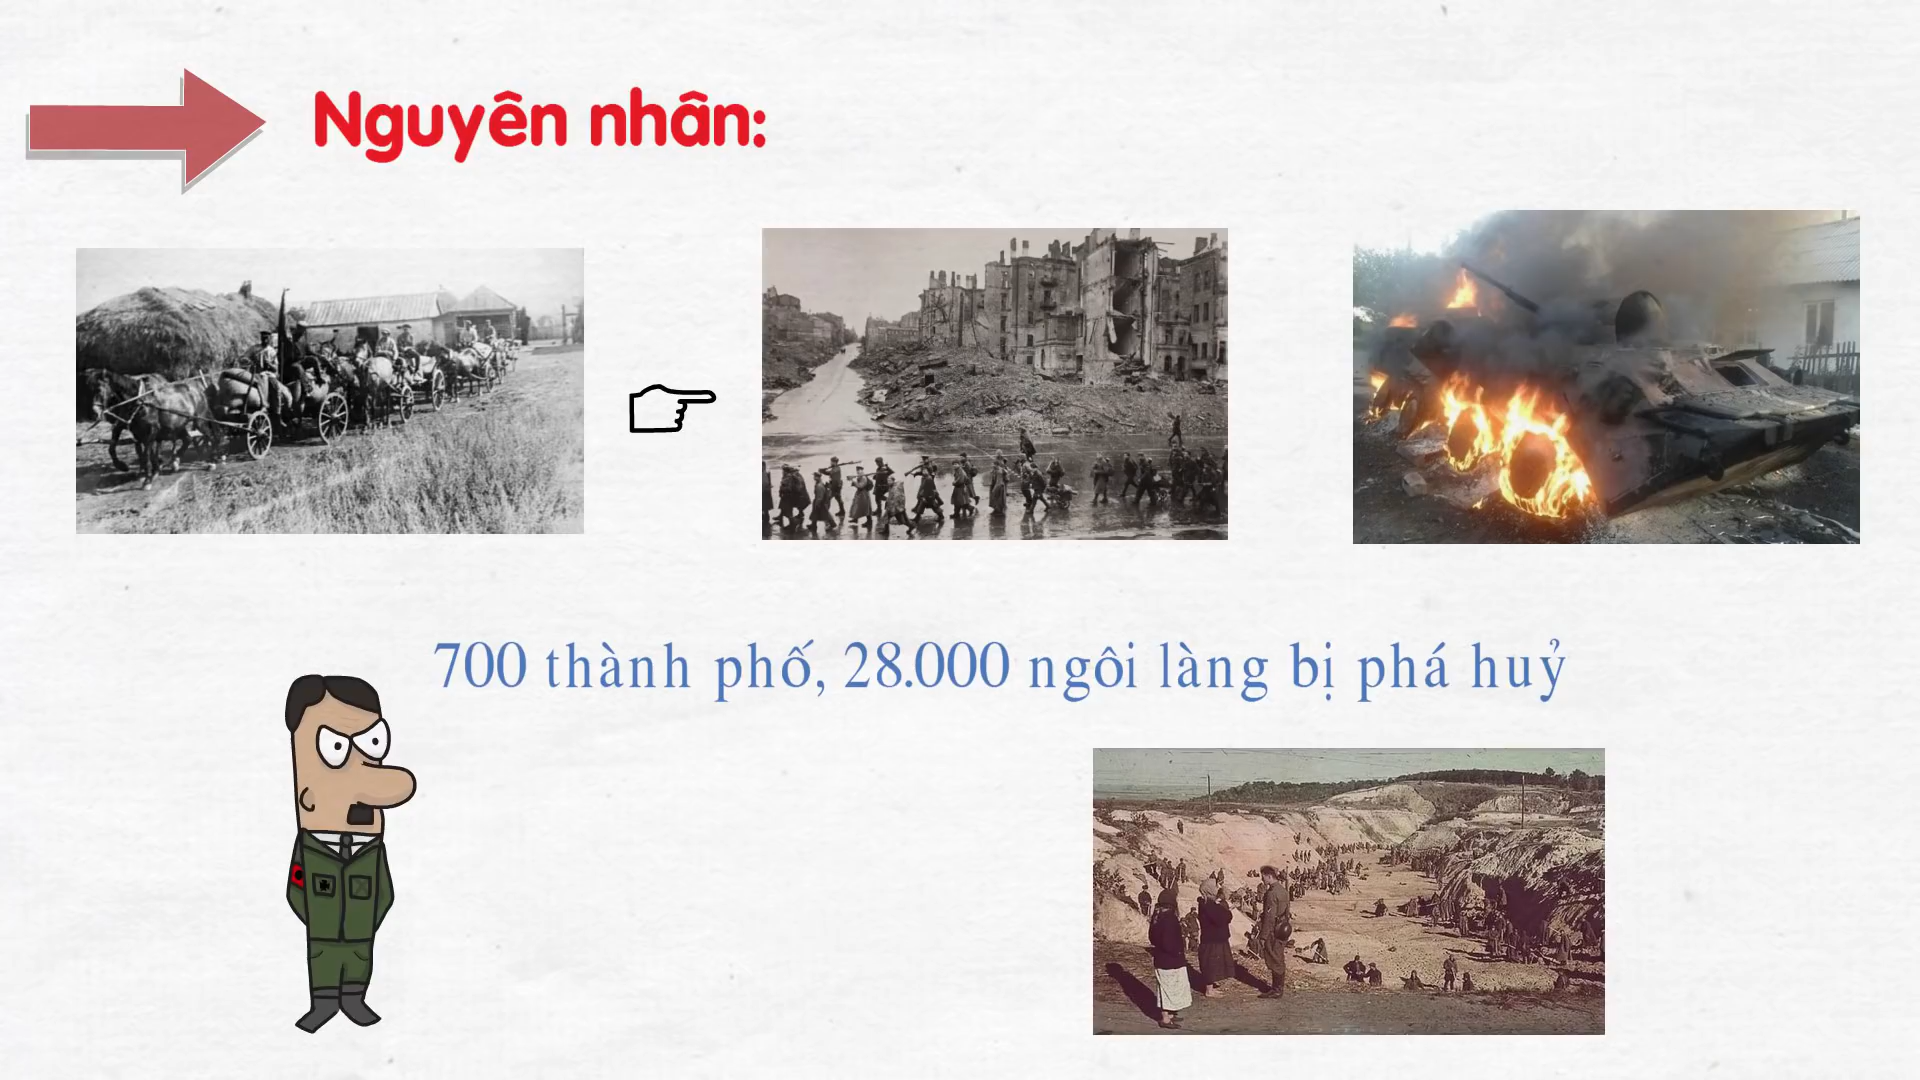 Nguyên nhân:
700 thành phố, 28.000 ngôi làng bị phá huỷ